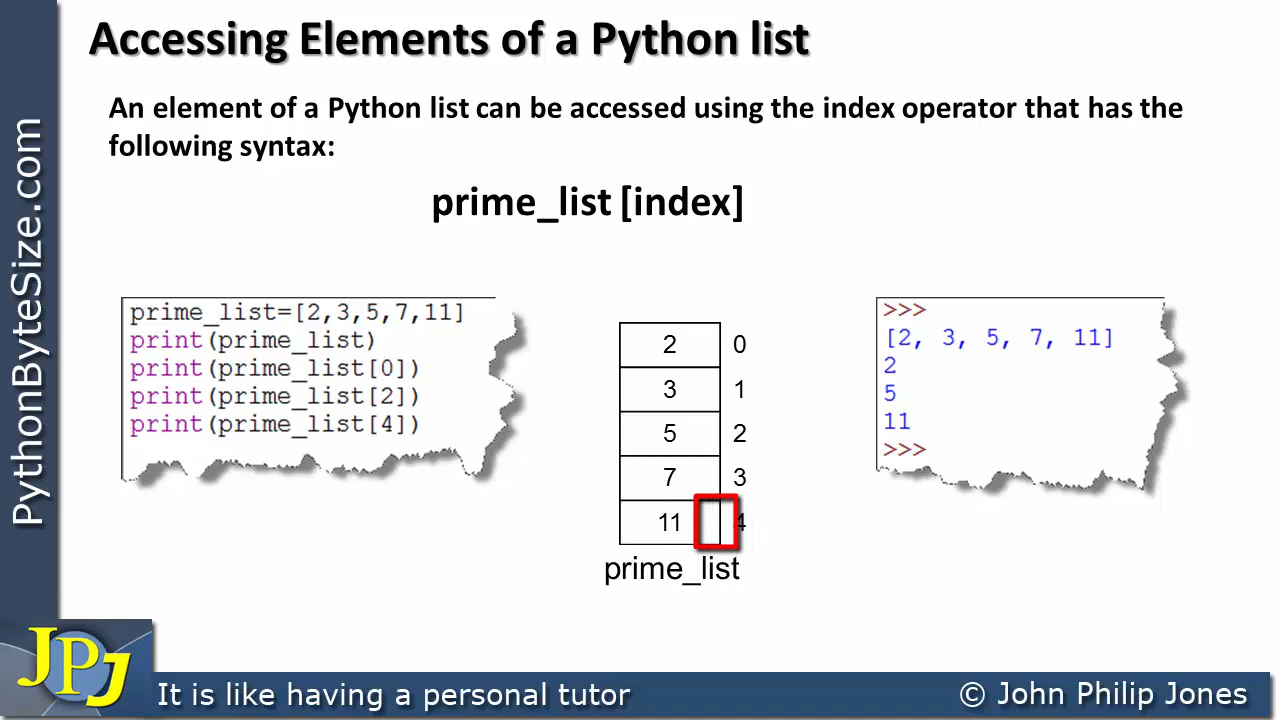 Accessing Elements of a Python list
An element of a Python list can be accessed using the index operator that has the
following syntax:
prime_list [index]
prime_list=[2,3,5,7,11]
print(prime_list)
print(prime_list[0])
print(prime_list[2])
print(prime_list[4])
2 0
3 1
5 2
7 3
11 4
prime_list
>>>
[2, 3, 5, 7, 11]
2
5
11
>>>
PythonByteSize.com
JPJ
It is like having a personal tutor
© John Philip Jones